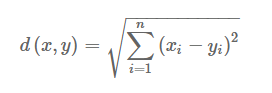 d(x, y) = √(∑_{i=1}^{n} (x_i − y_i)^2)